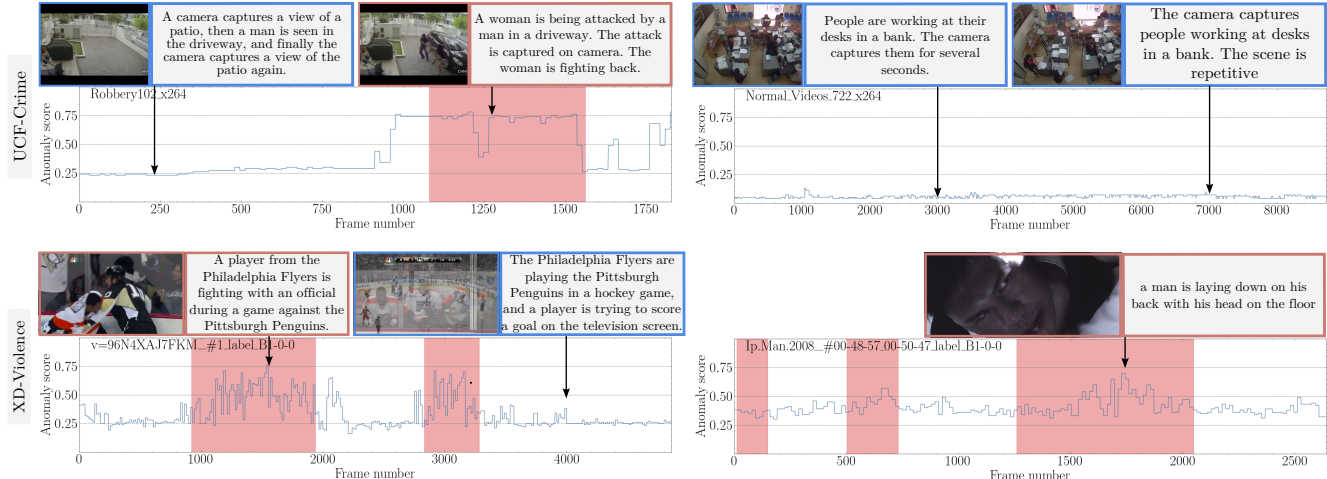 UCF-Crime
A camera captures a view of a
patio, then a man is seen
in the driveway, and finally the
camera captures a view of the
patio again.
A woman is being attacked by a
man in a driveway. The attack
is captured on camera. The
woman is fighting back.
Robbery102_x264
Anomaly score
0.75
0.50
0.25
0 250 500 750 1000 1250 1500 1750
Frame number
People are working at their
desks in a bank. The camera
captures them for several
seconds.
The camera captures
people working at desks
in a bank. The scene is
repetitive
Normal_Videos_722_x264
Anomaly score
0.75
0.50
0.25
0 1000 2000 3000 4000 5000 6000 7000 8000
Frame number
XD-Violence
A player from the
Philadelphia Flyers is
fighting with an official
during a game against the
Pittsburgh Penguins.
The Philadelphia Flyers are
playing the Pittsburgh
Penguins in a hockey game,
and a player is trying to score
a goal on the television screen.
v=96N4XAJ7FKM_#1_label_B1-0-0
Anomaly score
0.75
0.50
0.25
0 1000 2000 3000 4000
Frame number
a man is laying down on his
back with his head on the floor
Ip.Man.2008_#00-48-57_00-50-47_label_B1-0-0
Anomaly score
0.75
0.50
0.25
0 500 1000 1500 2000 2500
Frame number